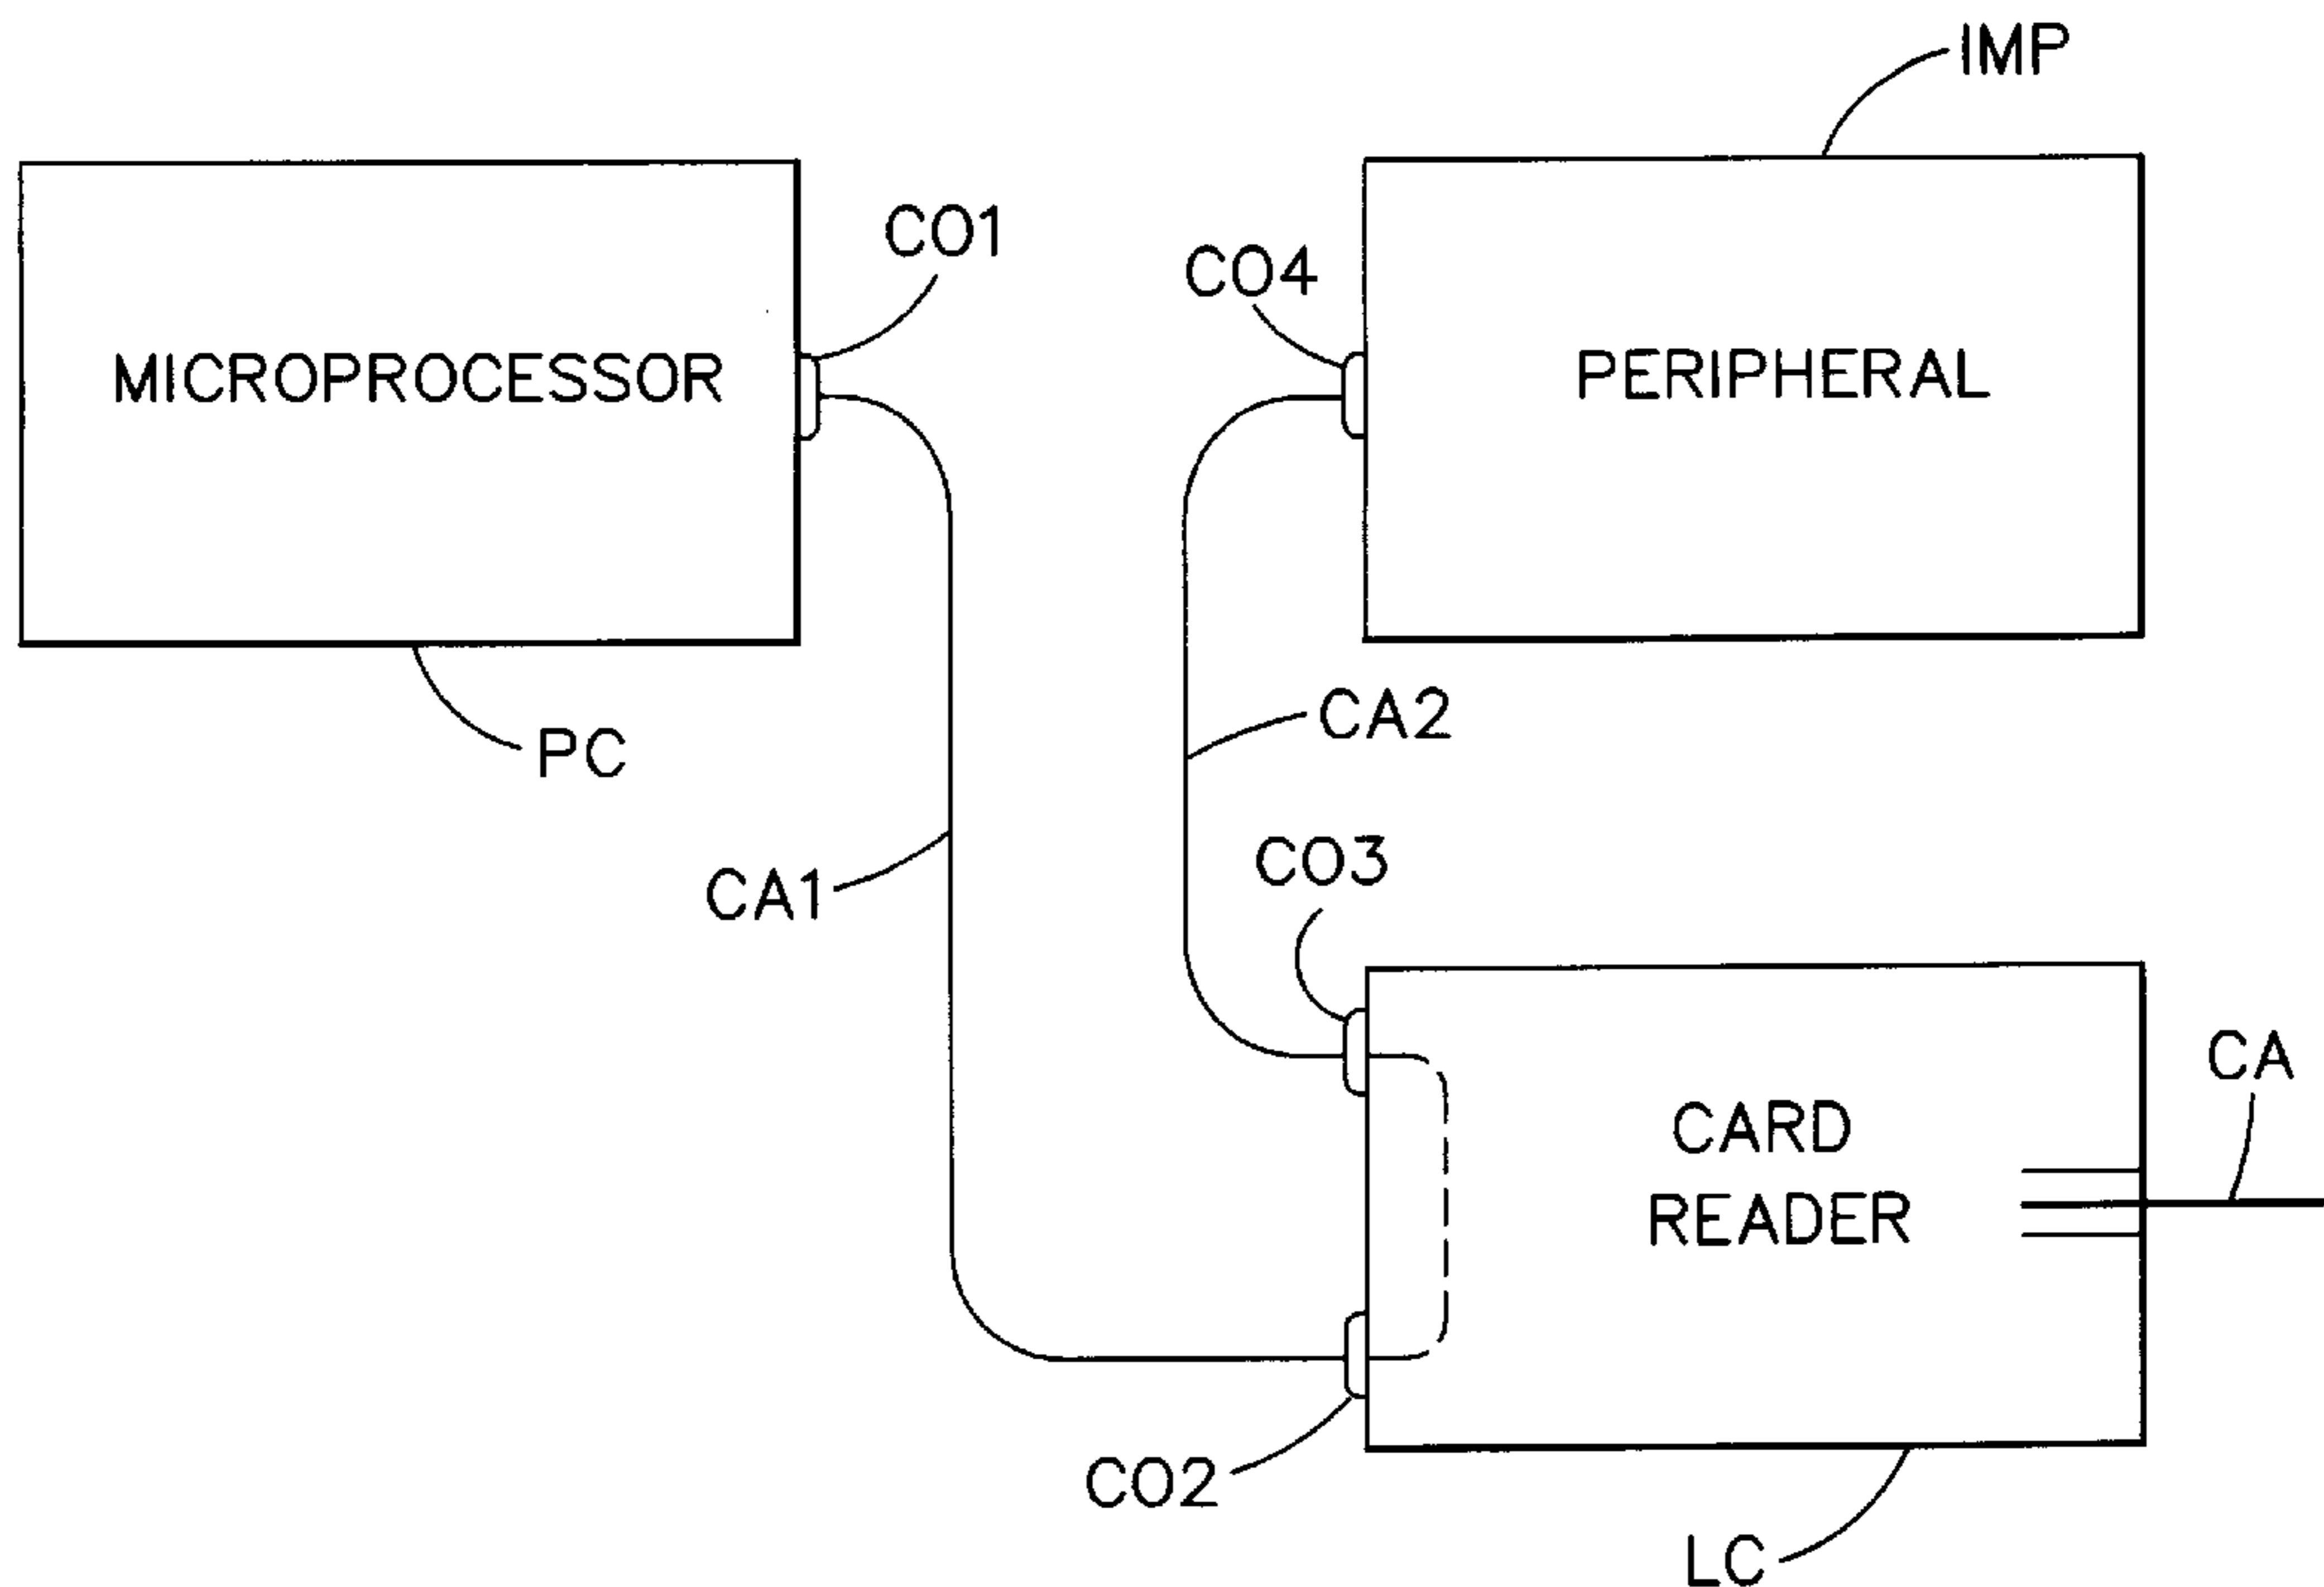 IMP
CO1
CO4
MICROPROCESSOR
PERIPHERAL
CA2
PC
CO3
CA1
CA
CARD
READER
CO2
LC